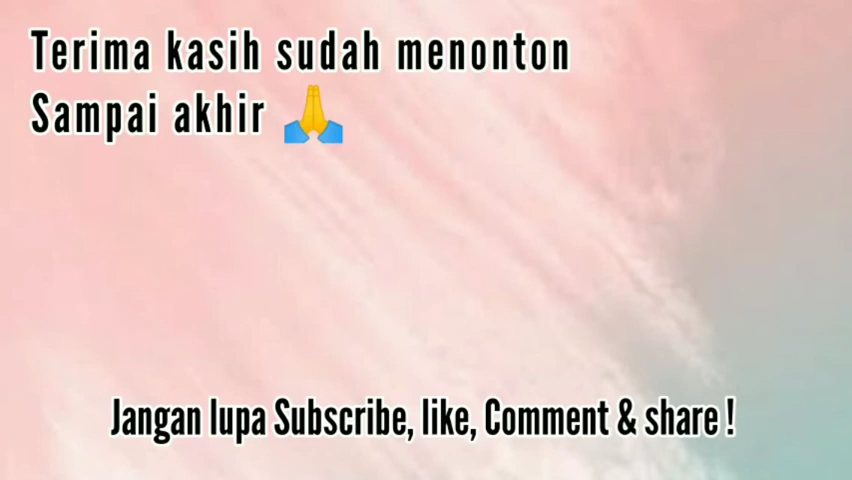 Terima kasih sudah menonton
Sampai akhir 🙏
Jangan lupa Subscribe, like, Comment & share !